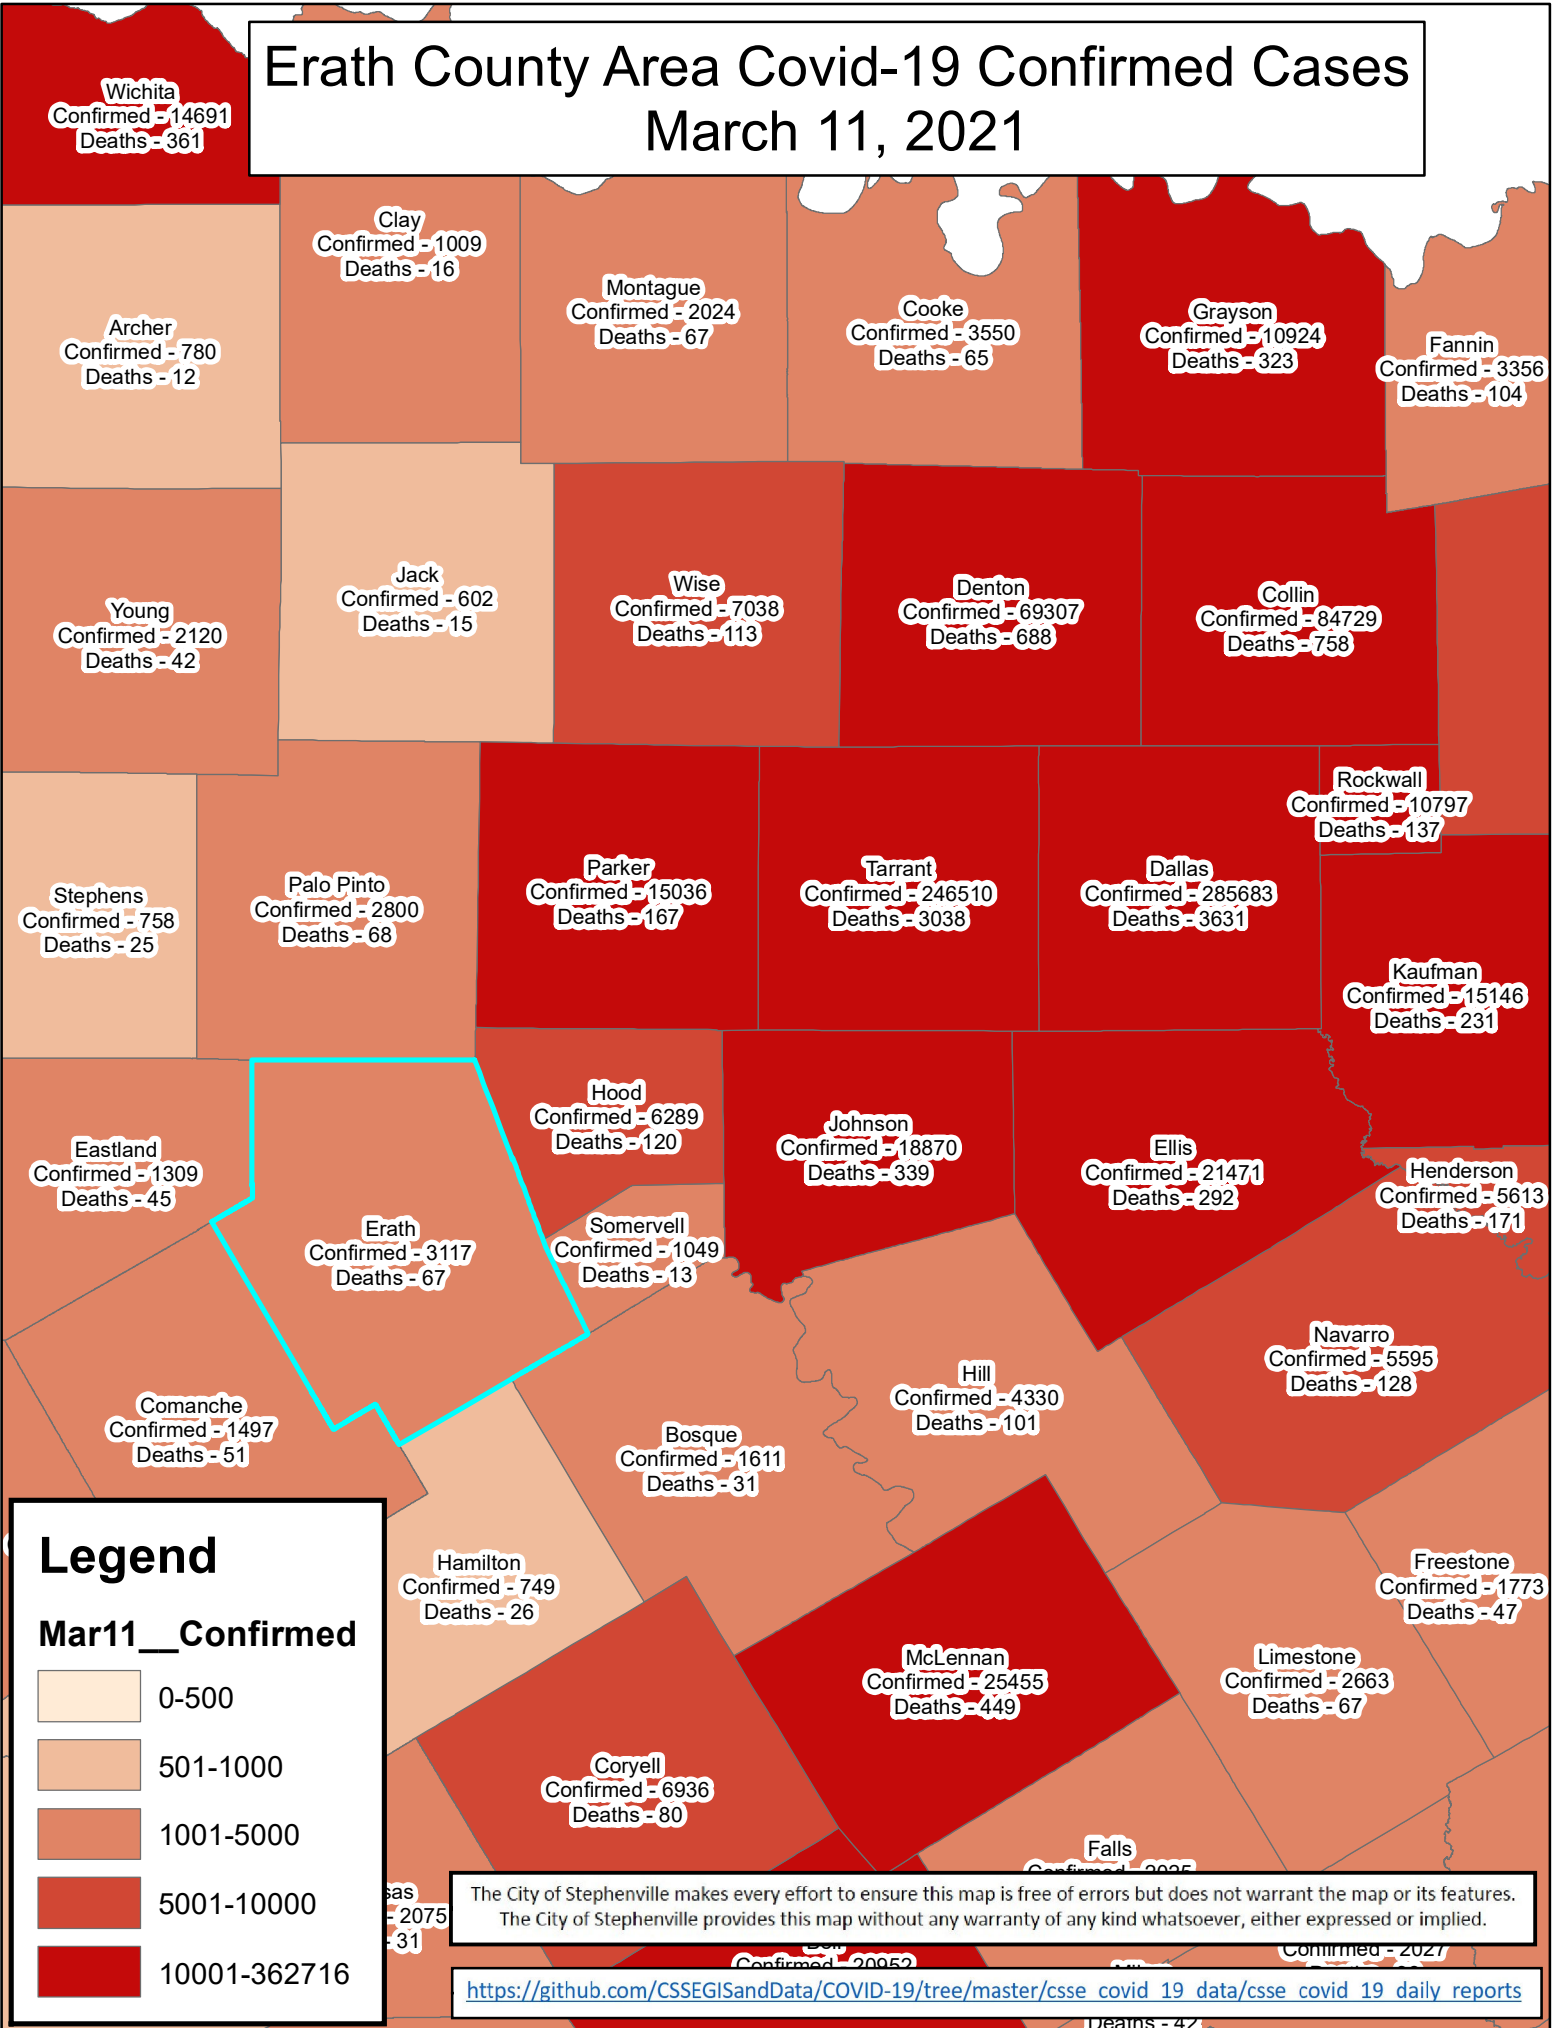 Erath County Area Covid-19 Confirmed Cases
March 11, 2021
Wichita
Confirmed - 14691
Deaths - 361
Clay
Confirmed - 1009
Deaths - 16
Montague
Confirmed - 2024
Deaths - 67
Cooke
Confirmed - 3550
Deaths - 65
Grayson
Confirmed - 10924
Deaths - 323
Fannin
Confirmed - 3356
Deaths - 104
Archer
Confirmed - 780
Deaths - 12
Young
Confirmed - 2120
Deaths - 42
Jack
Confirmed - 602
Deaths - 15
Wise
Confirmed - 7038
Deaths - 113
Denton
Confirmed - 69307
Deaths - 688
Collin
Confirmed - 84729
Deaths - 758
Rockwall
Confirmed - 10797
Deaths - 137
Stephens
Confirmed - 758
Deaths - 25
Palo Pinto
Confirmed - 2800
Deaths - 68
Parker
Confirmed - 15036
Deaths - 167
Tarrant
Confirmed - 246510
Deaths - 3038
Dallas
Confirmed - 285683
Deaths - 3631
Kaufman
Confirmed - 15146
Deaths - 231
Eastland
Confirmed - 1309
Deaths - 45
Erath
Confirmed - 3117
Deaths - 67
Hood
Confirmed - 6289
Deaths - 120
Somervell
Confirmed - 1049
Deaths - 13
Johnson
Confirmed - 18870
Deaths - 339
Ellis
Confirmed - 21471
Deaths - 292
Henderson
Confirmed - 5613
Deaths - 171
Navarro
Confirmed - 5595
Deaths - 128
Comanche
Confirmed - 1497
Deaths - 51
Bosque
Confirmed - 1611
Deaths - 31
Hill
Confirmed - 4330
Deaths - 101
Hamilton
Confirmed - 749
Deaths - 26
Freestone
Confirmed - 1773
Deaths - 47
McLennan
Confirmed - 25455
Deaths - 449
Limestone
Confirmed - 2663
Deaths - 67
Coryell
Confirmed - 6936
Deaths - 80
Falls
Confirmed - 2025
sas
- 2075
- 31
Confirmed - 20952
Confirmed - 2027
Deaths - 42
Legend
Mar11__Confirmed
0-500
501-1000
1001-5000
5001-10000
10001-362716
The City of Stephenville makes every effort to ensure this map is free of errors but does not warrant the map or its features.
The City of Stephenville provides this map without any warranty of any kind whatsoever, either expressed or implied.
https://github.com/CSSEGISandData/COVID-19/tree/master/csse_covid_19_data/csse_covid_19_daily_reports